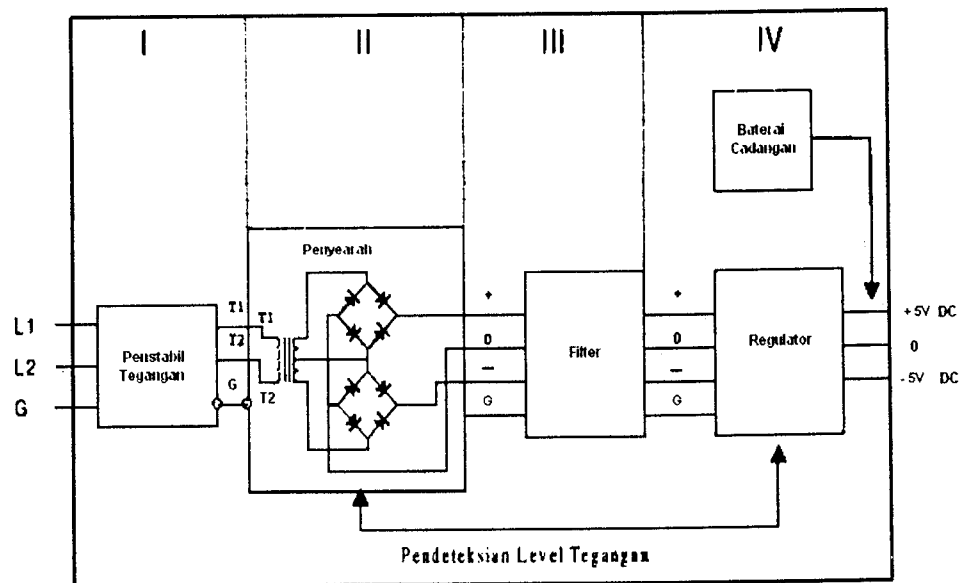 I
II
III
IV
Baterai
Cadangan
Penyearah
L1
L2
G
Penstabil
Tegangan
T1
T2
G
T1
T2
+
0
–
G
Filter
+
0
–
G
Regulator
+5V DC
0
-5V DC
Pendeteksian Level Tegangan